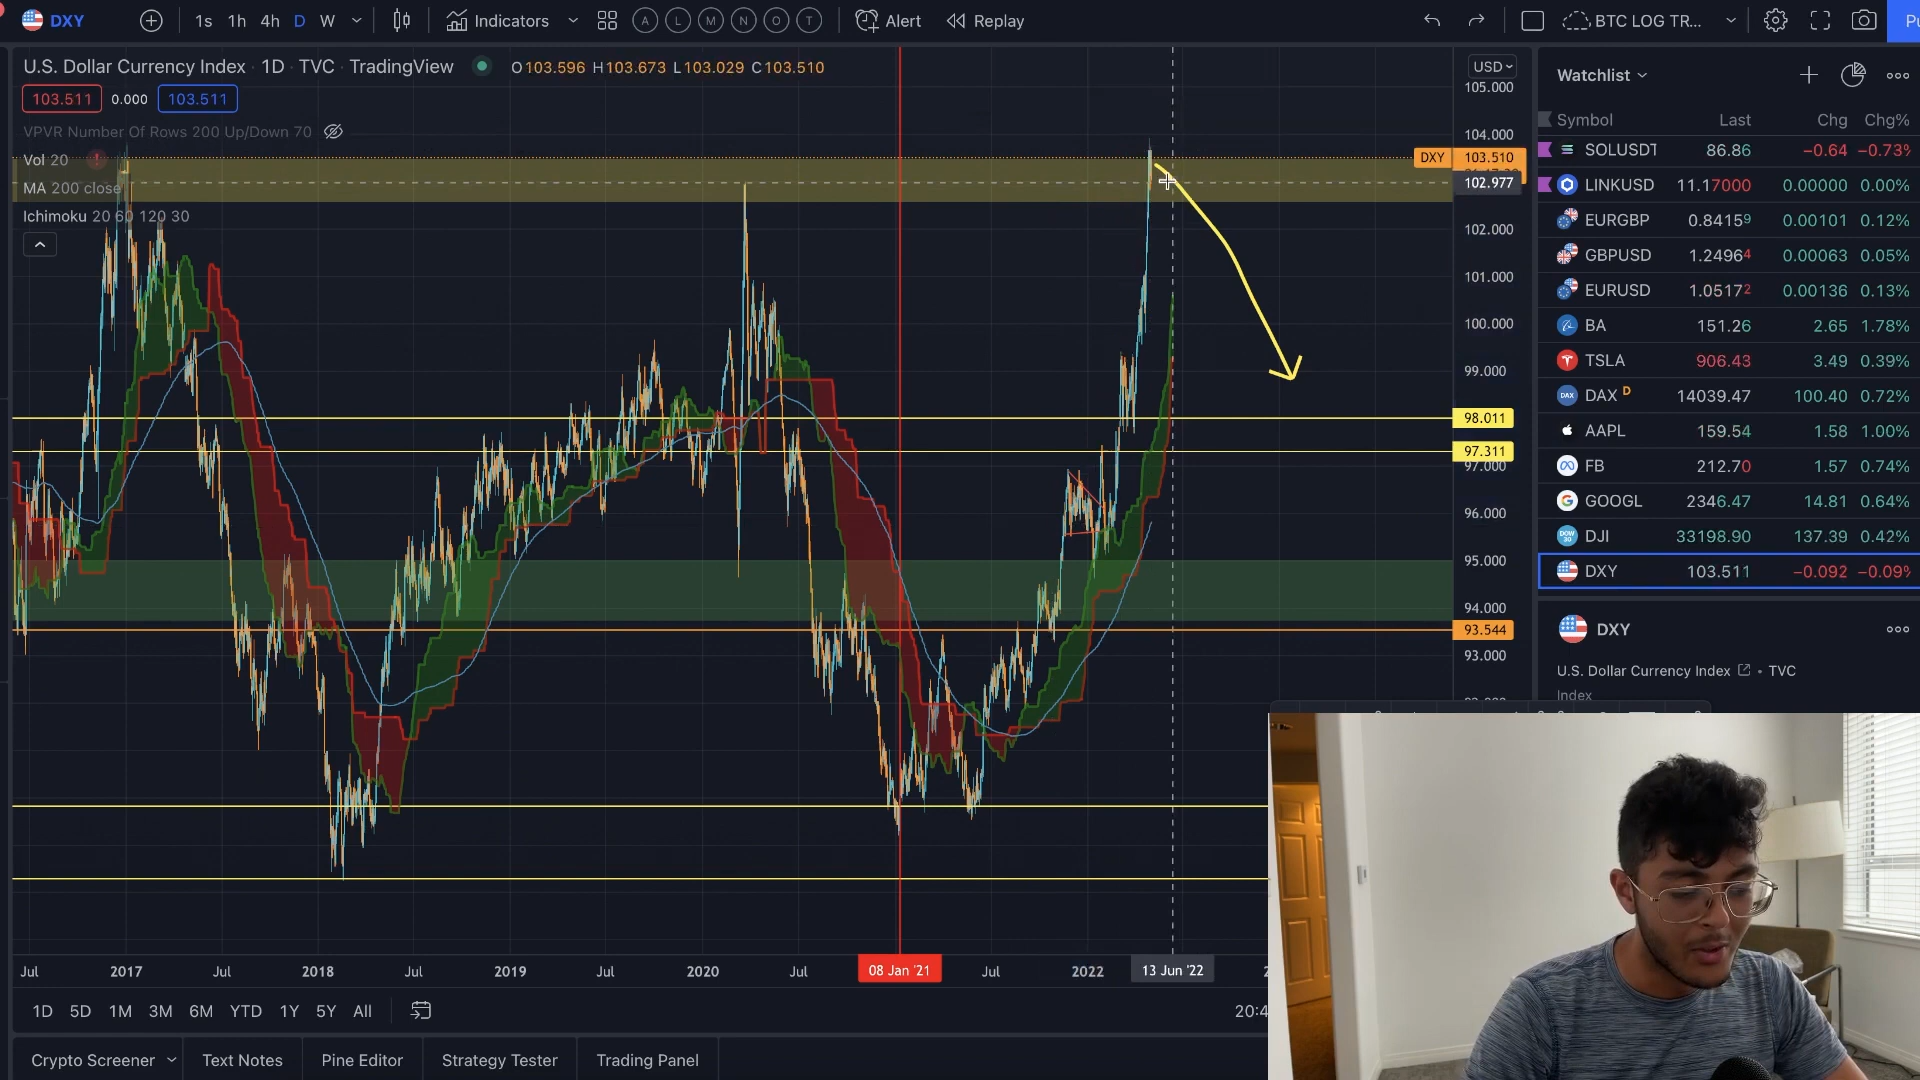 DXY 1s 1h 4h D W Indicators A L M N O T Alert Replay BTC LOG TR...
U.S. Dollar Currency Index · 1D · TVC · TradingView O103.596 H103.673 L103.029 C103.510
103.511 0.000 103.511
VPVR Number Of Rows 200 Up/Down 70
Vol 20 !
MA 200 close
Ichimoku 20 60 120 30
USD
105.000
104.000
DXY 103.510
102.977
102.000
101.000
100.000
99.000
98.011
97.311
97.000
96.000
95.000
94.000
93.544
93.000
Jul 2017 Jul 2018 Jul 2019 Jul 2020 Jul 08 Jan '21 Jul 2022 13 Jun '22
1D 5D 1M 3M 6M YTD 1Y 5Y All
20:4
Crypto Screener Text Notes Pine Editor Strategy Tester Trading Panel
Watchlist
Symbol Last Chg Chg%
SOLUSDT 86.86 −0.64 −0.73%
LINKUSD 11.17000 0.00000 0.00%
EURGBP 0.84159 0.00101 0.12%
GBPUSD 1.24964 0.00063 0.05%
EURUSD 1.05172 0.00136 0.13%
BA 151.26 2.65 1.78%
TSLA 906.43 3.49 0.39%
DAX D 14039.47 100.40 0.72%
AAPL 159.54 1.58 1.00%
FB 212.70 1.57 0.74%
GOOGL 2346.47 14.81 0.64%
DJI 33198.90 137.39 0.42%
DXY 103.511 −0.092 −0.09%
DXY
U.S. Dollar Currency Index • TVC
Index